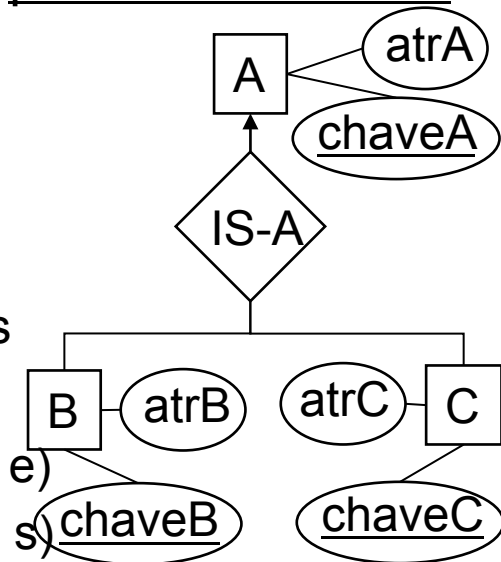 atrA
A
chaveA
IS-A
s
B atrB atrC C
e)
s) chaveB chaveC